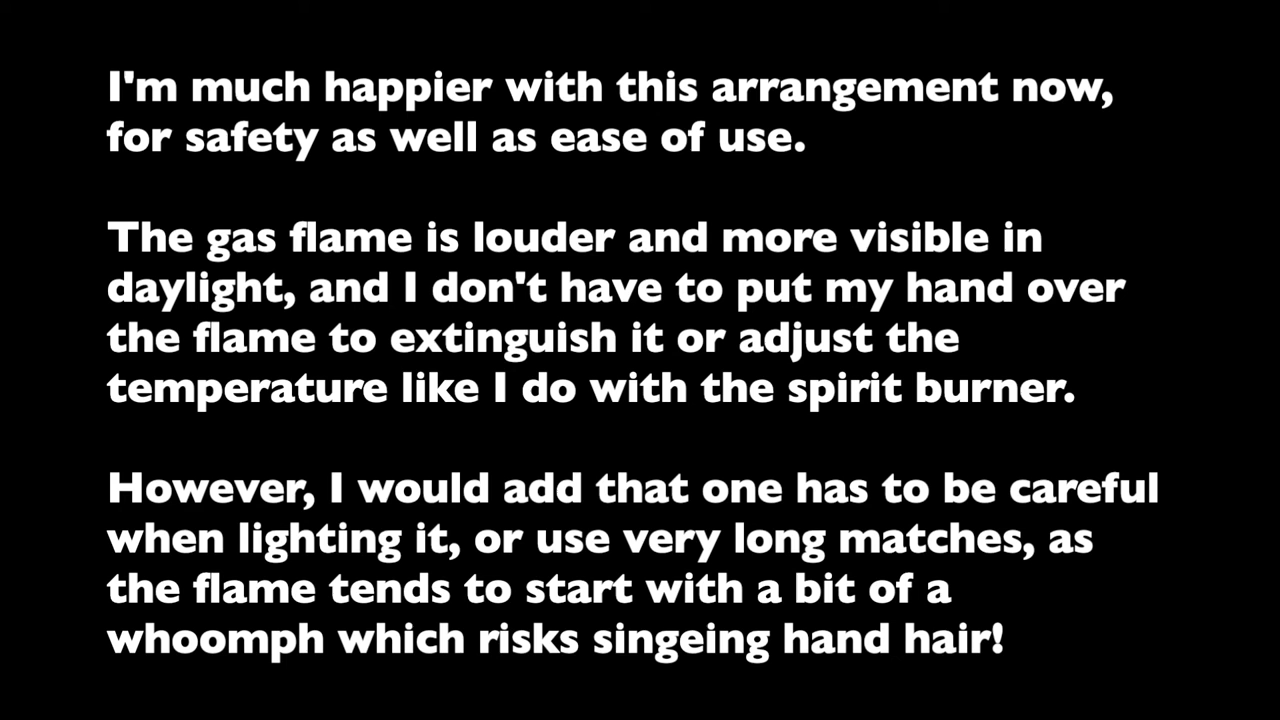 I'm much happier with this arrangement now,
for safety as well as ease of use.
The gas flame is louder and more visible in
daylight, and I don't have to put my hand over
the flame to extinguish it or adjust the
temperature like I do with the spirit burner.
However, I would add that one has to be careful
when lighting it, or use very long matches, as
the flame tends to start with a bit of a
whoomph which risks singeing hand hair!